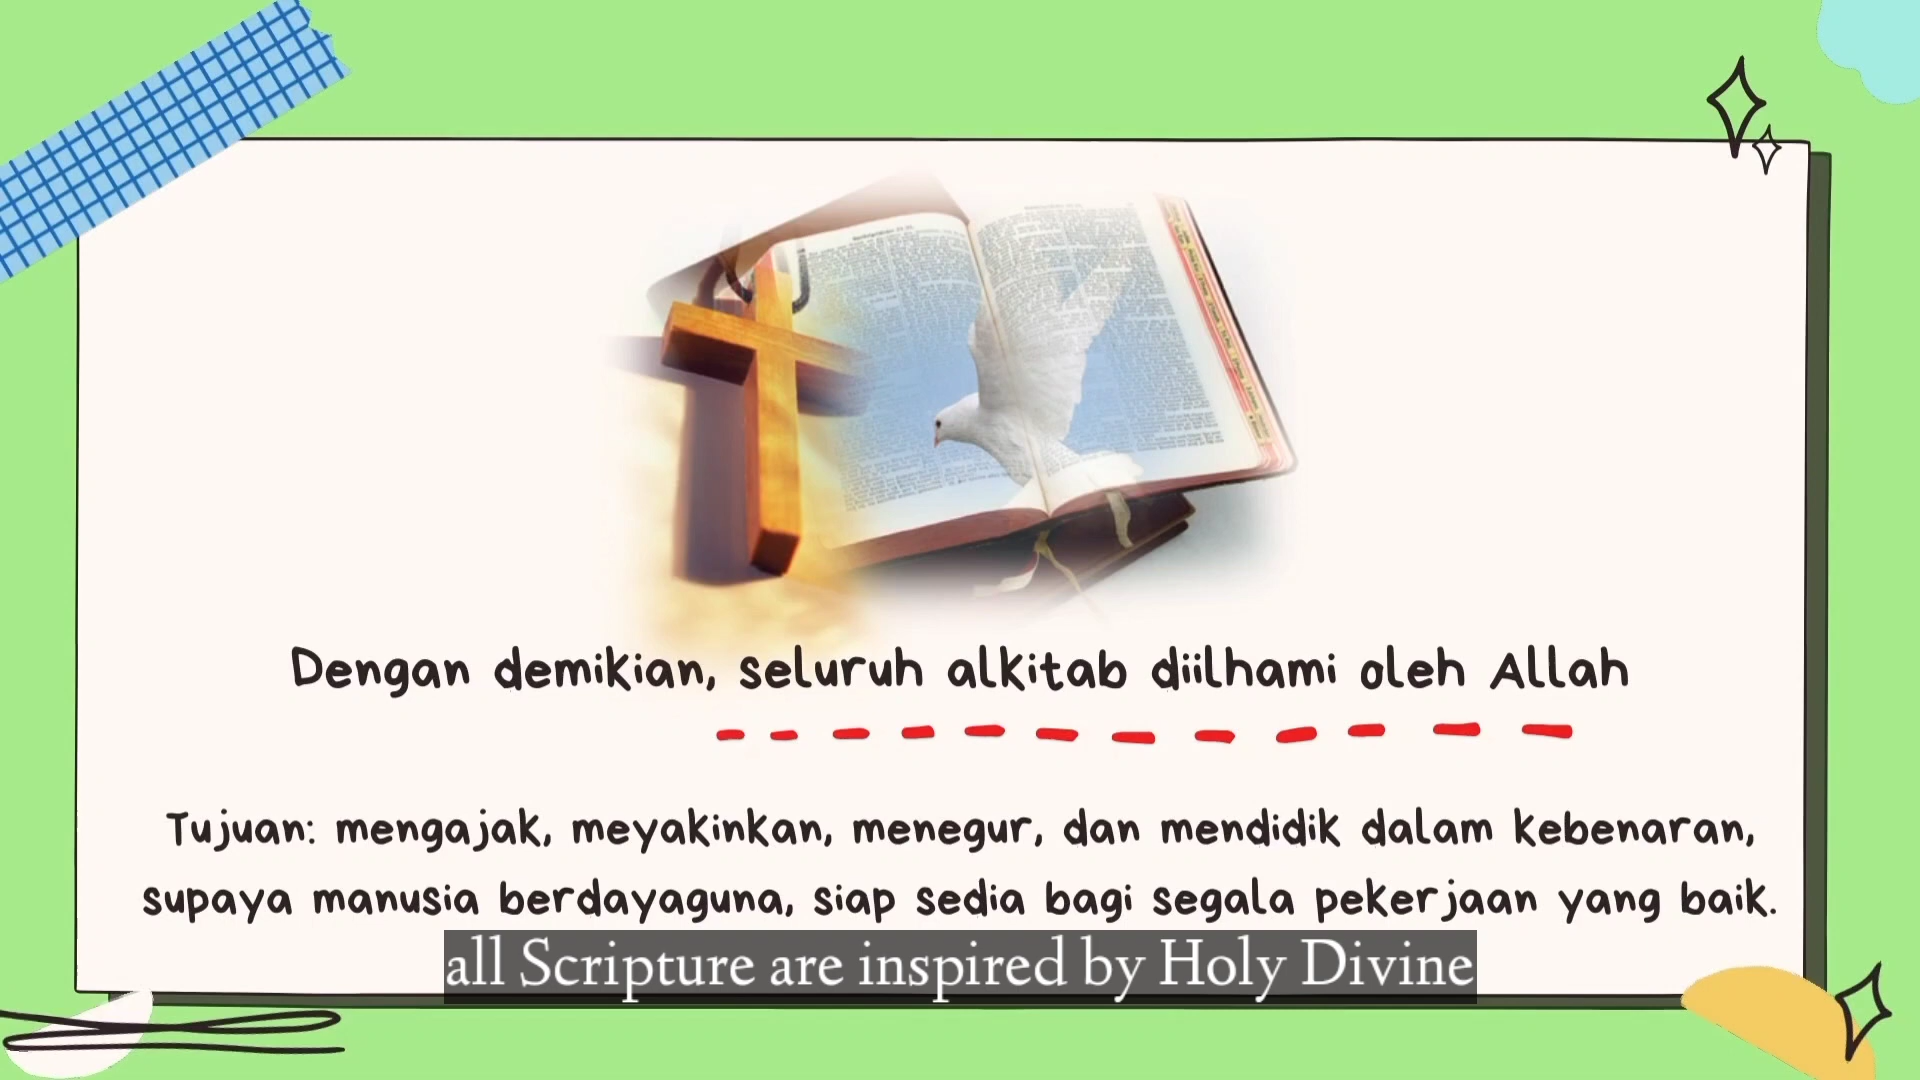 Dengan demikian, seluruh alkitab diilhami oleh Allah
Tujuan: mengajak, meyakinkan, menegur, dan mendidik dalam kebenaran,
supaya manusia berdayaguna, siap sedia bagi segala pekerjaan yang baik.
all Scripture are inspired by Holy Divine